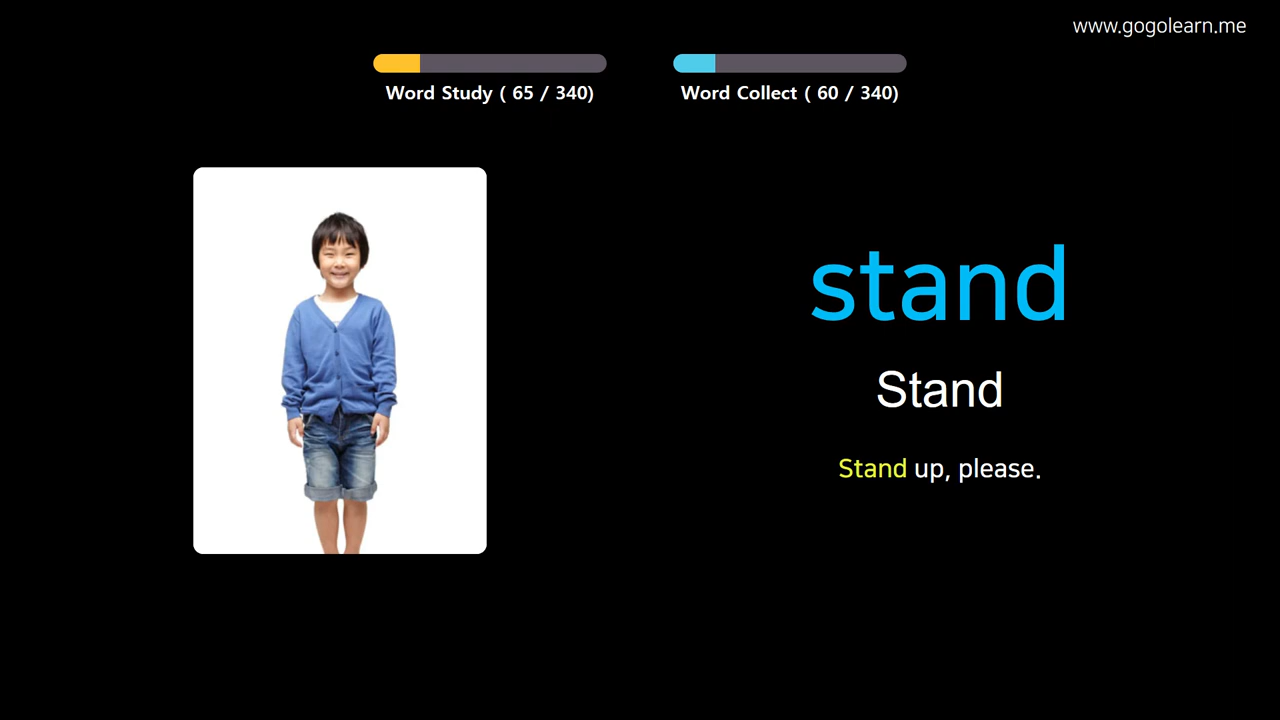 www.gogolearn.me
Word Study ( 65 / 340)
Word Collect ( 60 / 340)
stand
Stand
Stand up, please.